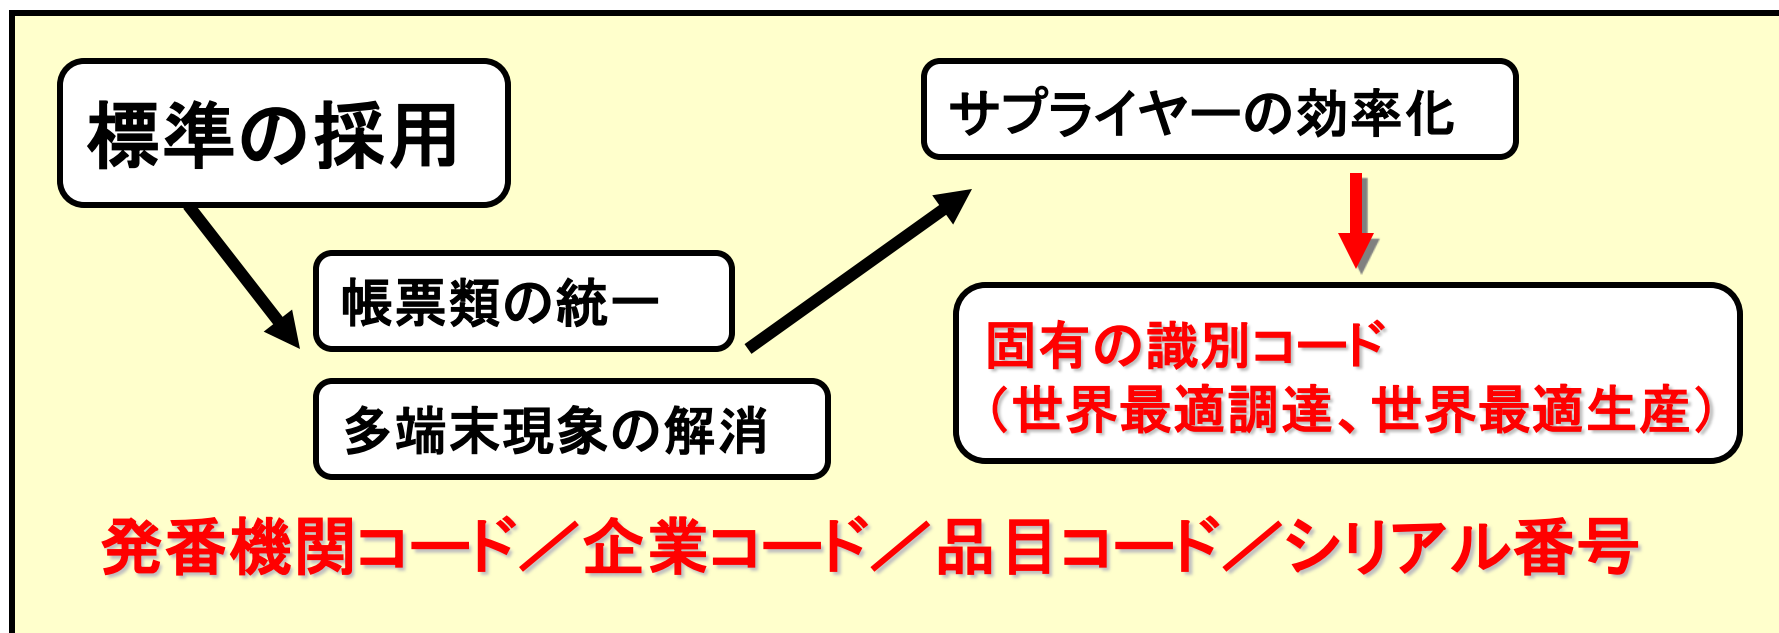 標準の採用
帳票類の統一
多端末現象の解消
サプライヤーの効率化
固有の識別コード
（世界最適調達、世界最適生産）
発番機関コード／企業コード／品目コード／シリアル番号